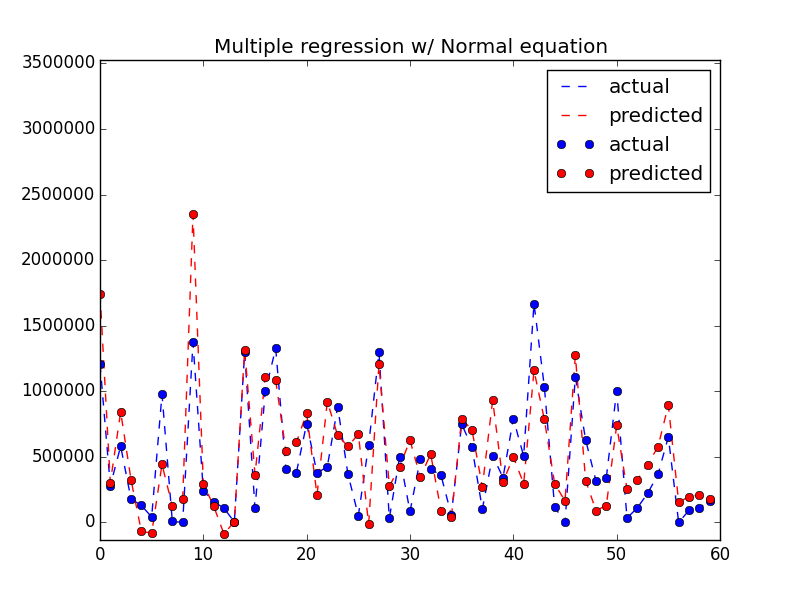 Multiple regression w/ Normal equation
3500000
3000000
2500000
2000000
1500000
1000000
500000
0
actual
predicted
actual
predicted
0 10 20 30 40 50 60